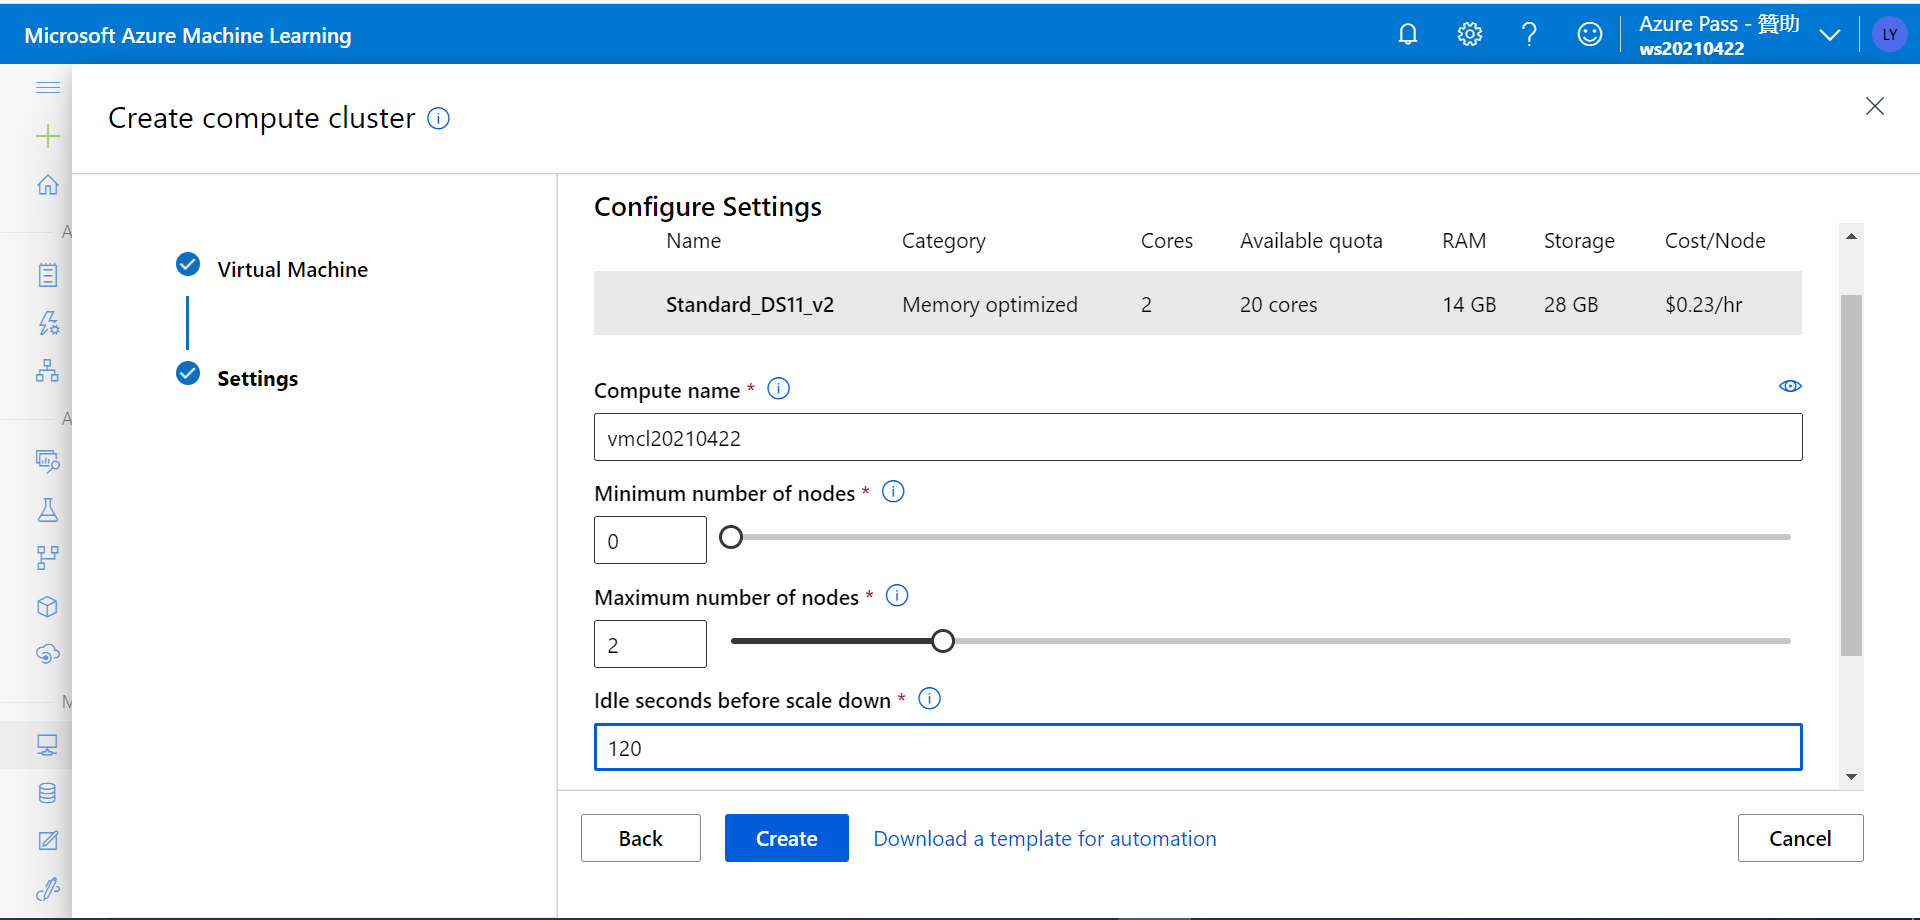 Microsoft Azure Machine Learning
Azure Pass - 贊助
ws20210422
LY
Create compute cluster
A
A
M
Virtual Machine
Settings
Configure Settings
Name Category Cores Available quota RAM Storage Cost/Node
Standard_DS11_v2 Memory optimized 2 20 cores 14 GB 28 GB $0.23/hr
Compute name *
vmcl20210422
Minimum number of nodes *
0
Maximum number of nodes *
2
Idle seconds before scale down *
120
Back Create Download a template for automation Cancel